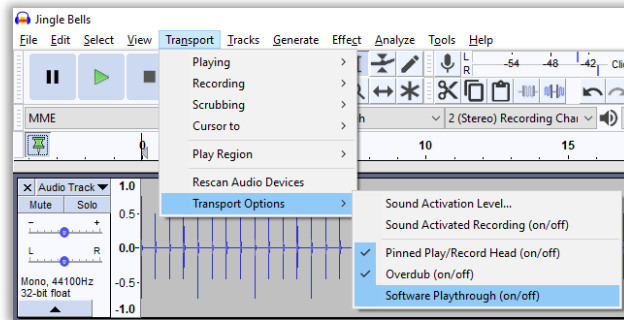 Jingle Bells
File Edit Select View Transport Tracks Generate Effect Analyze Tools Help
Playing
Recording
Scrubbing
Cursor to
Play Region
Rescan Audio Devices
Transport Options
L
R
-54 -48 -42
MME
2 (Stereo) Recording
0 10 15
Audio Track
Mute Solo
- +
L R
Mono, 44100Hz
32-bit float
1.0
0.5
0.0
-0.5
-1.0
Sound Activation Level...
Sound Activated Recording (on/off)
Pinned Play/Record Head (on/off)
Overdub (on/off)
Software Playthrough (on/off)